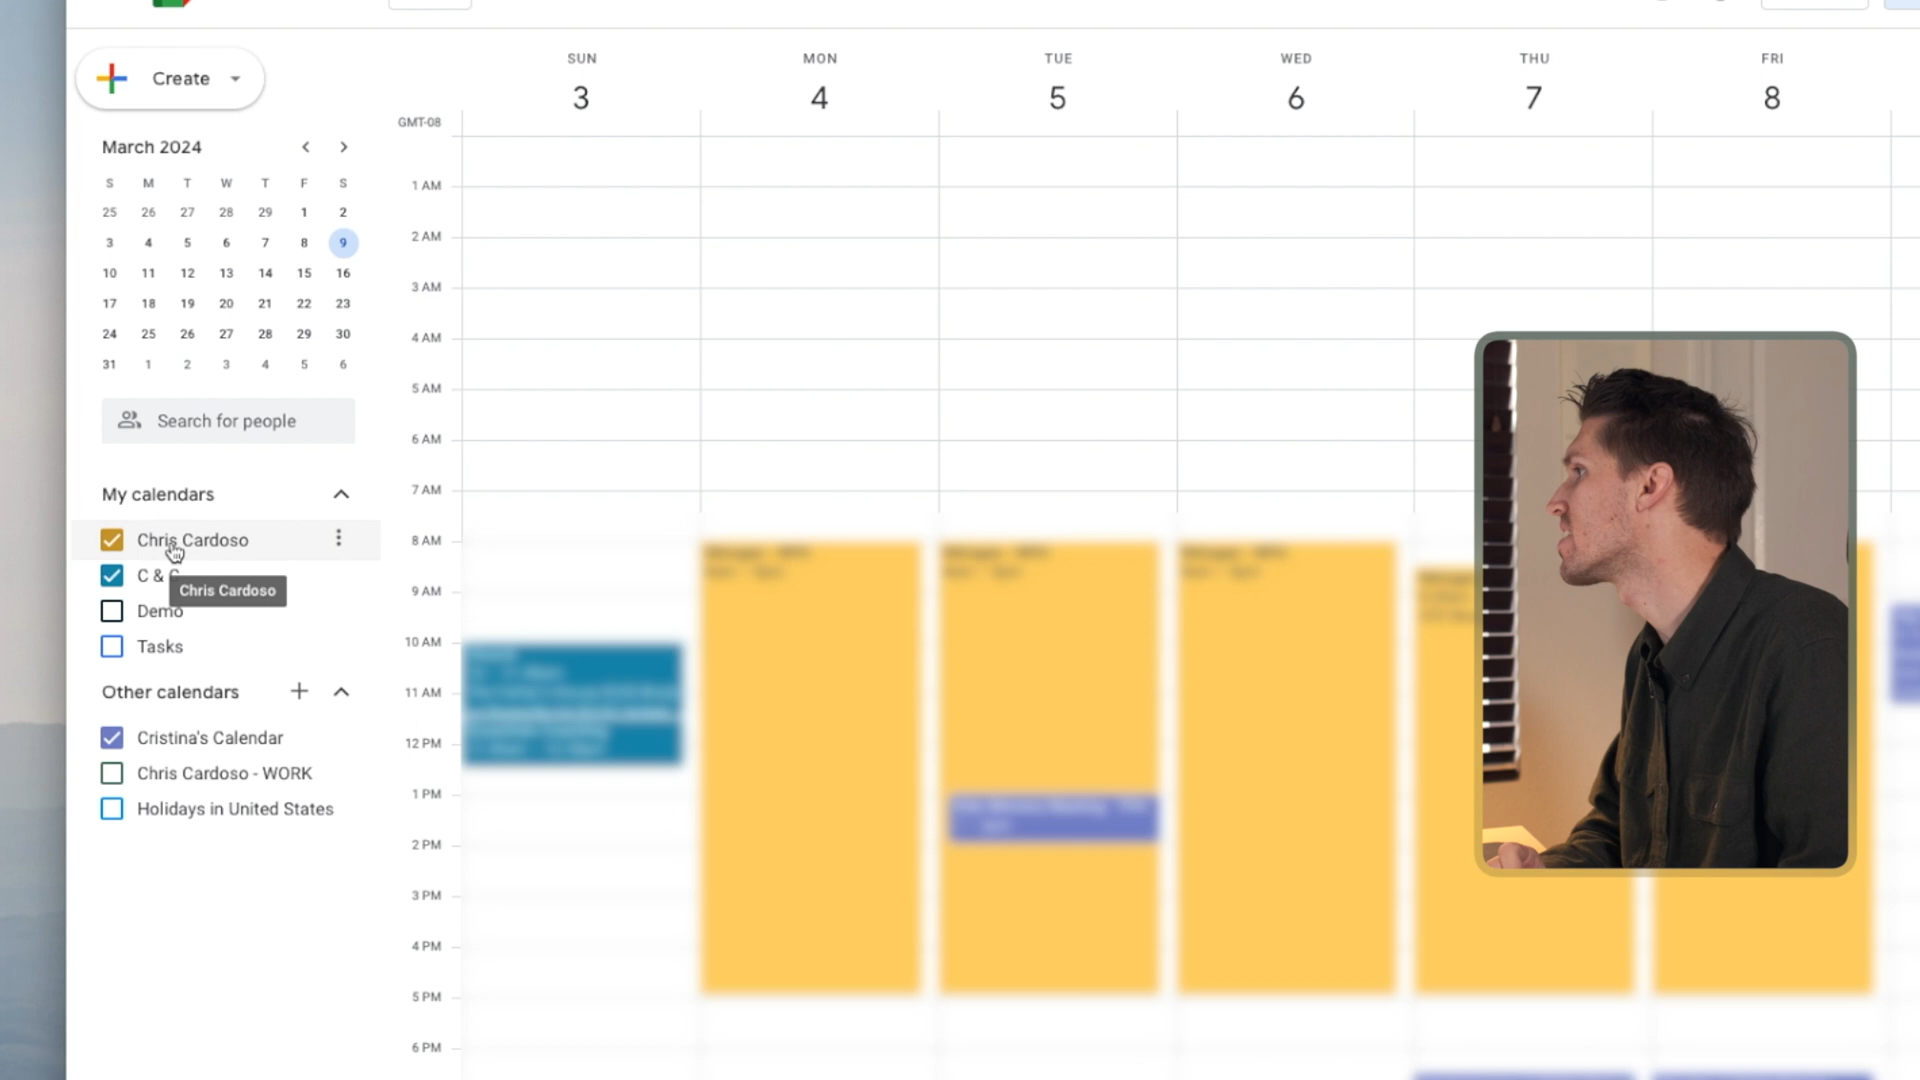 SUN MON TUE WED THU FRI
3 4 5 6 7 8
Create
GMT-08
March 2024
S M T W T F S
25 26 27 28 29 1 2
3 4 5 6 7 8 9
10 11 12 13 14 15 16
17 18 19 20 21 22 23
24 25 26 27 28 29 30
31 1 2 3 4 5 6
Search for people
My calendars
Chris Cardoso
C &
Chris Cardoso
Demo
Tasks
Other calendars
Cristina's Calendar
Chris Cardoso - WORK
Holidays in United States
1 AM
2 AM
3 AM
4 AM
5 AM
6 AM
7 AM
8 AM
9 AM
10 AM
11 AM
12 PM
1 PM
2 PM
3 PM
4 PM
5 PM
6 PM